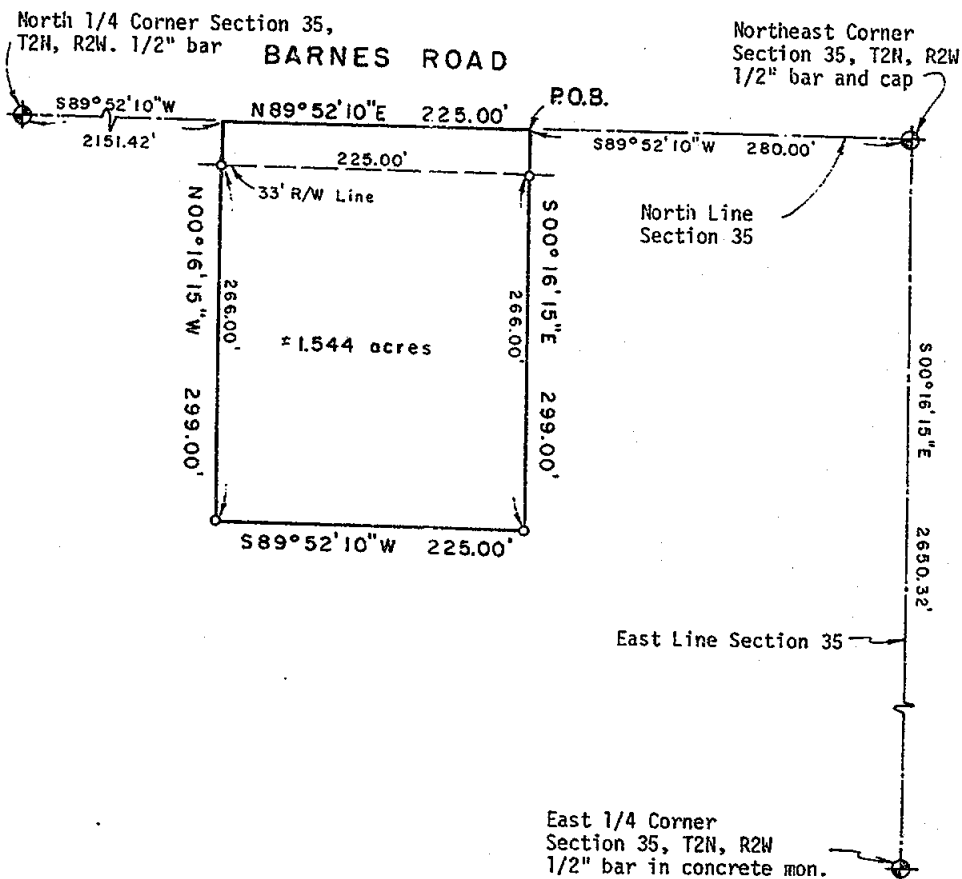 North 1/4 Corner Section 35,
T2N, R2W. 1/2" bar
BARNES ROAD
Northeast Corner
Section 35, T2N, R2W
1/2" bar and cap
S89°52'10"W
2151.42'
N89°52'10"E 225.00'
P.O.B.
S89°52'10"W 280.00'
225.00'
33' R/W Line
North Line
Section 35
N00°16'15"W 299.00'
266.00'
± 1.544 acres
266.00'
S00°16'15"E 299.00'
S00°16'15"E 2650.32'
S89°52'10"W 225.00'
East Line Section 35
East 1/4 Corner
Section 35, T2N, R2W
1/2" bar in concrete mon.